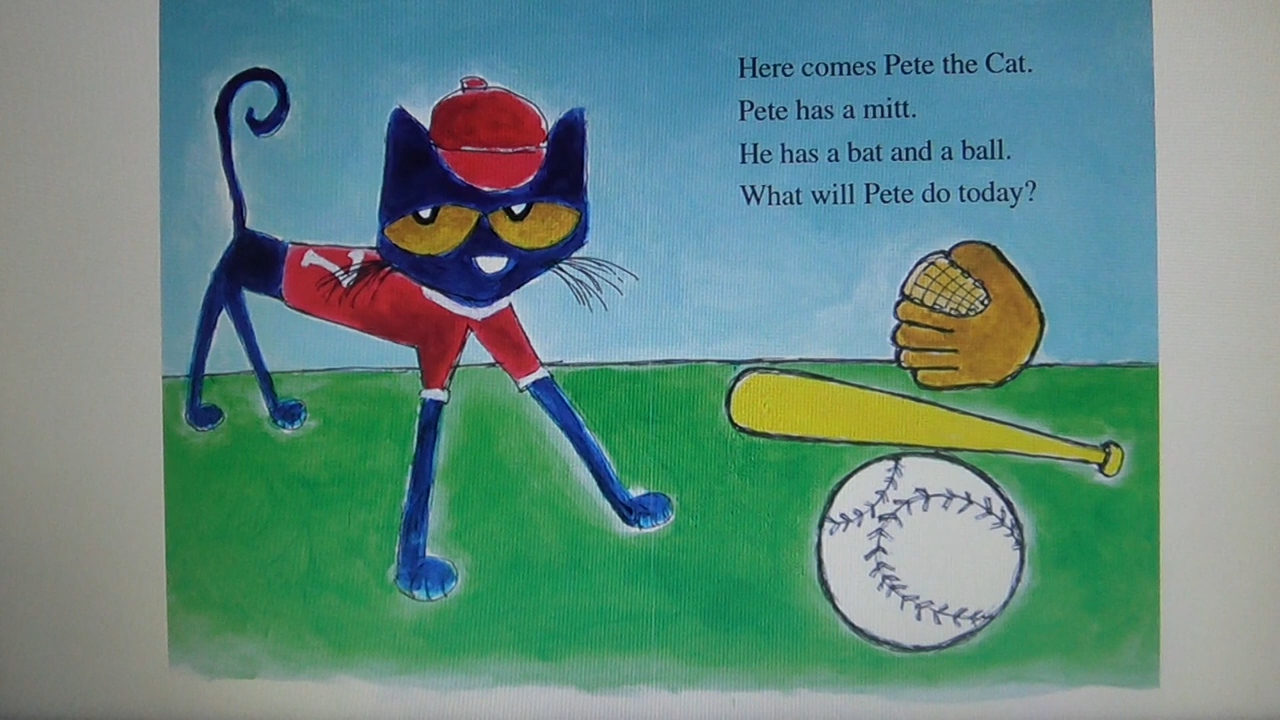 Here comes Pete the Cat.
Pete has a mitt.
He has a bat and a ball.
What will Pete do today?